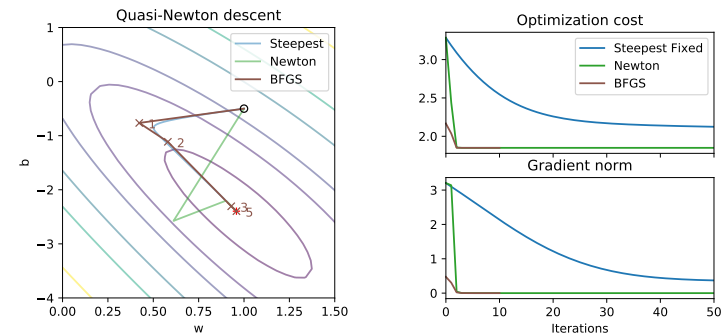 Quasi-Newton descent
1
0
−1
−2
−3
−4
b
0.00
0.25
0.50
0.75
1.00
1.25
1.50
w
Steepest
Newton
BFGS
1
2
3
5
Optimization cost
3.0
2.5
2.0
Steepest Fixed
Newton
BFGS
Gradient norm
3
2
1
0
0
10
20
30
40
50
Iterations